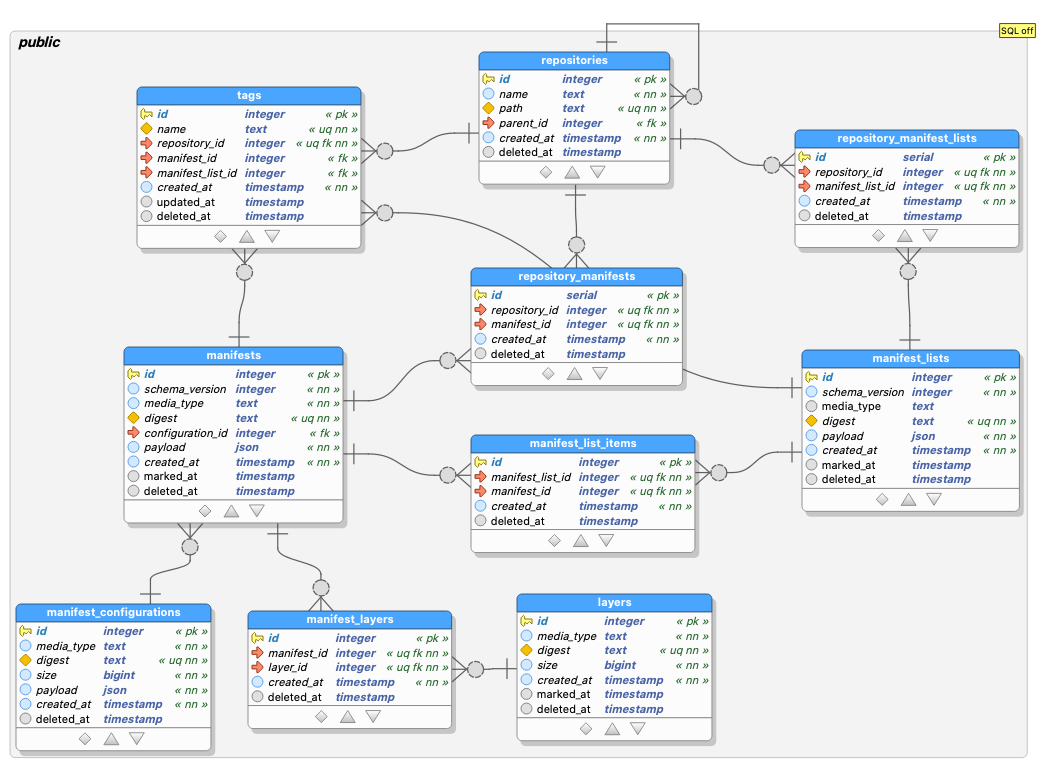 SQL off
public
repositories
id integer « pk »
name text « nn »
path text « uq nn »
parent_id integer « fk »
created_at timestamp « nn »
deleted_at timestamp
tags
id integer « pk »
name text « uq nn »
repository_id integer « uq fk nn »
manifest_id integer « fk »
manifest_list_id integer « fk »
created_at timestamp « nn »
updated_at timestamp
deleted_at timestamp
repository_manifest_lists
id serial « pk »
repository_id integer « uq fk nn »
manifest_list_id integer « uq fk nn »
created_at timestamp « nn »
deleted_at timestamp
repository_manifests
id serial « pk »
repository_id integer « uq fk nn »
manifest_id integer « uq fk nn »
created_at timestamp « nn »
deleted_at timestamp
manifests
id integer « pk »
schema_version integer « nn »
media_type text « nn »
digest text « uq nn »
configuration_id integer « fk »
payload json « nn »
created_at timestamp « nn »
marked_at timestamp
deleted_at timestamp
manifest_lists
id integer « pk »
schema_version integer « nn »
media_type text
digest text « uq nn »
payload json « nn »
created_at timestamp « nn »
marked_at timestamp
deleted_at timestamp
manifest_list_items
id integer « pk »
manifest_list_id integer « uq fk nn »
manifest_id integer « uq fk nn »
created_at timestamp « nn »
deleted_at timestamp
manifest_configurations
id integer « pk »
media_type text « nn »
digest text « uq nn »
size bigint « nn »
payload json « nn »
created_at timestamp « nn »
deleted_at timestamp
manifest_layers
id integer « pk »
manifest_id integer « uq fk nn »
layer_id integer « uq fk nn »
created_at timestamp « nn »
deleted_at timestamp
layers
id integer « pk »
media_type text « nn »
digest text « uq nn »
size bigint « nn »
created_at timestamp « nn »
marked_at timestamp
deleted_at timestamp